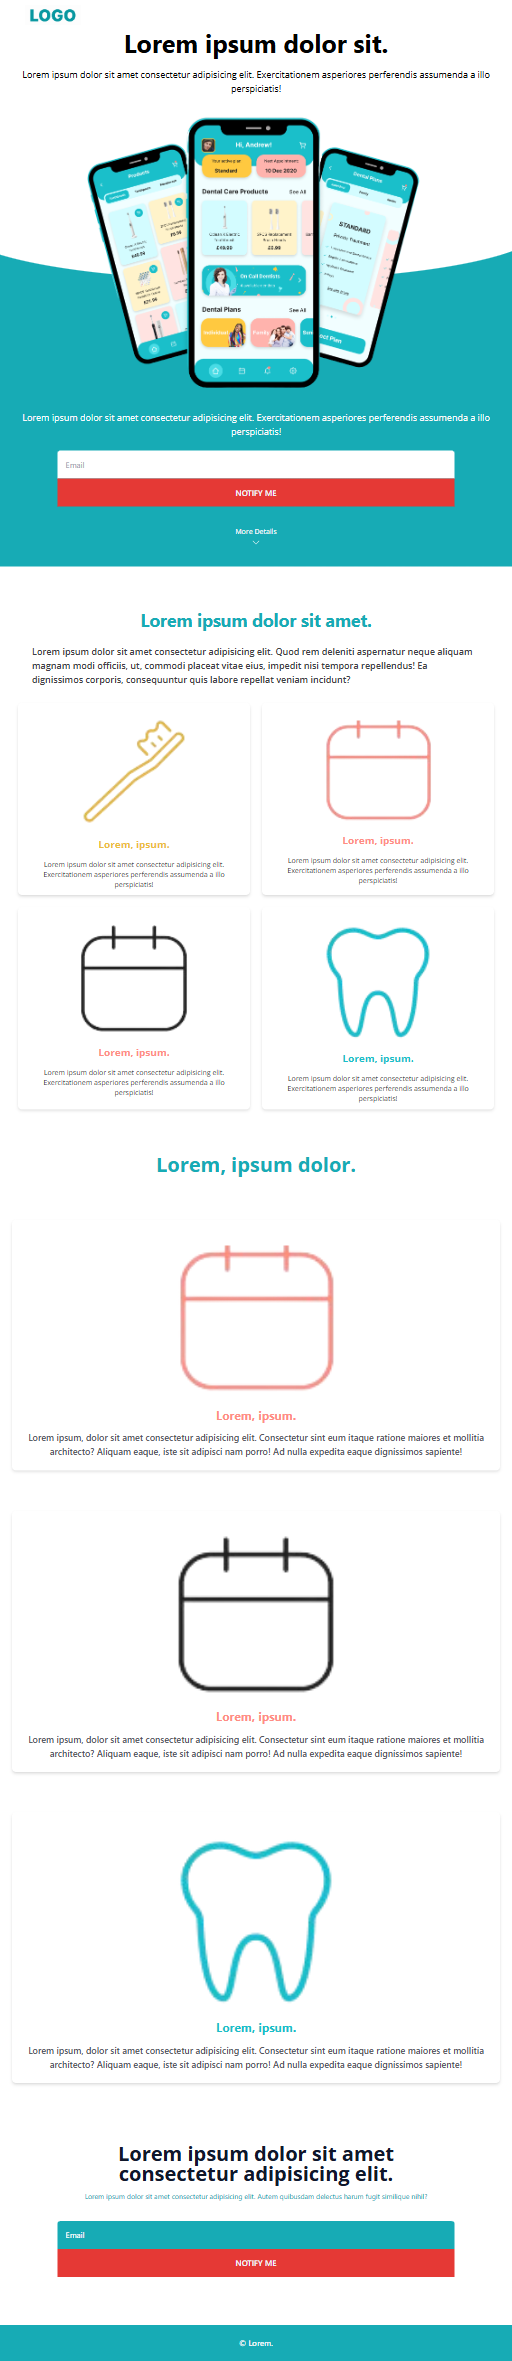 LOGO
Lorem ipsum dolor sit.
Lorem ipsum dolor sit amet consectetur adipisicing elit. Exercitationem asperiores perferendis assumenda a illo
perspiciatis!
Products
Hi, Andrew!
Dental Plans
Your active plan
Standard
Next Appointment
10 Dec 2020
Dental Care Products
See All
STANDARD
Private Treatment
On-Call Dentists
Dental Plans
See All
Lorem ipsum dolor sit amet consectetur adipisicing elit. Exercitationem asperiores perferendis assumenda a illo
perspiciatis!
Email
NOTIFY ME
More Details
Lorem ipsum dolor sit amet.
Lorem ipsum dolor sit amet consectetur adipisicing elit. Quod rem deleniti aspernatur neque aliquam
magnam modi officiis, ut, commodi placeat vitae eius, impedit nisi tempora repellendus! Ea
dignissimos corporis, consequuntur quis labore repellat veniam incidunt?
Lorem, ipsum.
Lorem ipsum dolor sit amet consectetur adipisicing elit.
Exercitationem asperiores perferendis assumenda a illo
perspiciatis!
Lorem, ipsum.
Lorem ipsum dolor sit amet consectetur adipisicing elit.
Exercitationem asperiores perferendis assumenda a illo
perspiciatis!
Lorem, ipsum.
Lorem ipsum dolor sit amet consectetur adipisicing elit.
Exercitationem asperiores perferendis assumenda a illo
perspiciatis!
Lorem, ipsum.
Lorem ipsum dolor sit amet consectetur adipisicing elit.
Exercitationem asperiores perferendis assumenda a illo
perspiciatis!
Lorem, ipsum dolor.
Lorem, ipsum.
Lorem ipsum, dolor sit amet consectetur adipisicing elit. Consectetur sint eum itaque ratione maiores et mollitia
architecto? Aliquam eaque, iste sit adipisci nam porro! Ad nulla expedita eaque dignissimos sapiente!
Lorem, ipsum.
Lorem ipsum, dolor sit amet consectetur adipisicing elit. Consectetur sint eum itaque ratione maiores et mollitia
architecto? Aliquam eaque, iste sit adipisci nam porro! Ad nulla expedita eaque dignissimos sapiente!
Lorem, ipsum.
Lorem ipsum, dolor sit amet consectetur adipisicing elit. Consectetur sint eum itaque ratione maiores et mollitia
architecto? Aliquam eaque, iste sit adipisci nam porro! Ad nulla expedita eaque dignissimos sapiente!
Lorem ipsum dolor sit amet
consectetur adipisicing elit.
Lorem ipsum dolor sit amet consectetur adipisicing elit. Autem quibusdam delectus harum fugit similique nihil?
Email
NOTIFY ME
© Lorem.